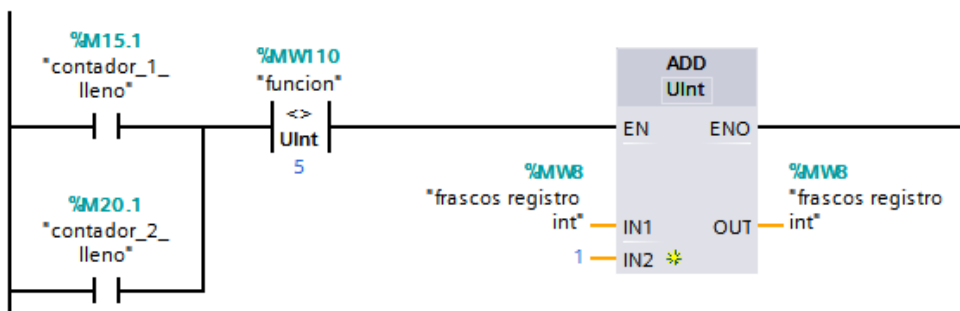 %M15.1
"contador_1_
lleno"
%MW110
"funcion"
<>
UInt
5
%M20.1
"contador_2_
lleno"
ADD
UInt
EN
ENO
%MW8
"frascos registro
int"
IN1
1
IN2
OUT
%MW8
"frascos registro
int"